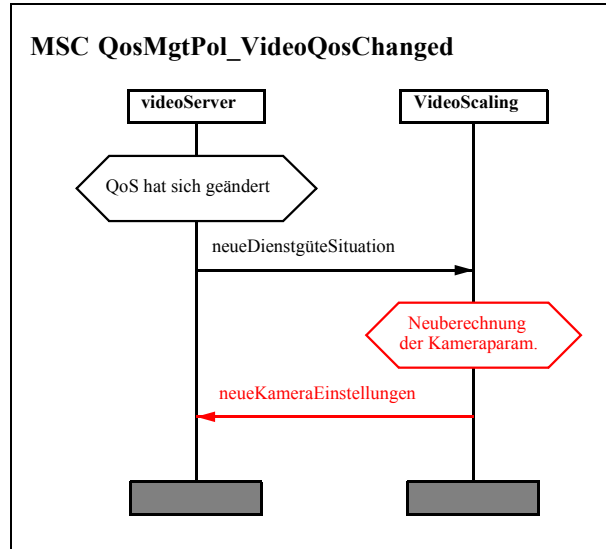 MSC QosMgtPol_VideoQosChanged
videoServer
VideoScaling
QoS hat sich geändert
neueDienstgüteSituation
Neuberechnung
der Kameraparam.
neueKameraEinstellungen